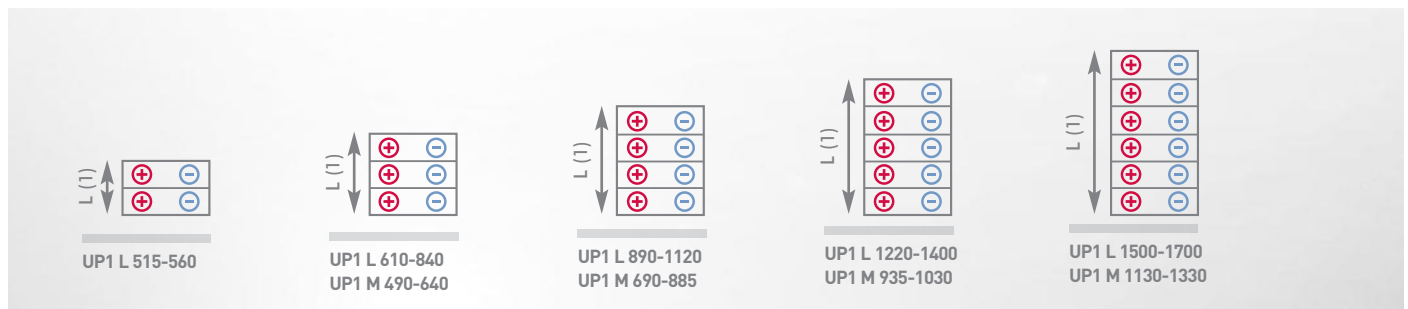 L (1)
UP1 L 515-560
L (1)
UP1 L 610-840
UP1 M 490-640
L (1)
UP1 L 890-1120
UP1 M 690-885
L (1)
UP1 L 1220-1400
UP1 M 935-1030
L (1)
UP1 L 1500-1700
UP1 M 1130-1330